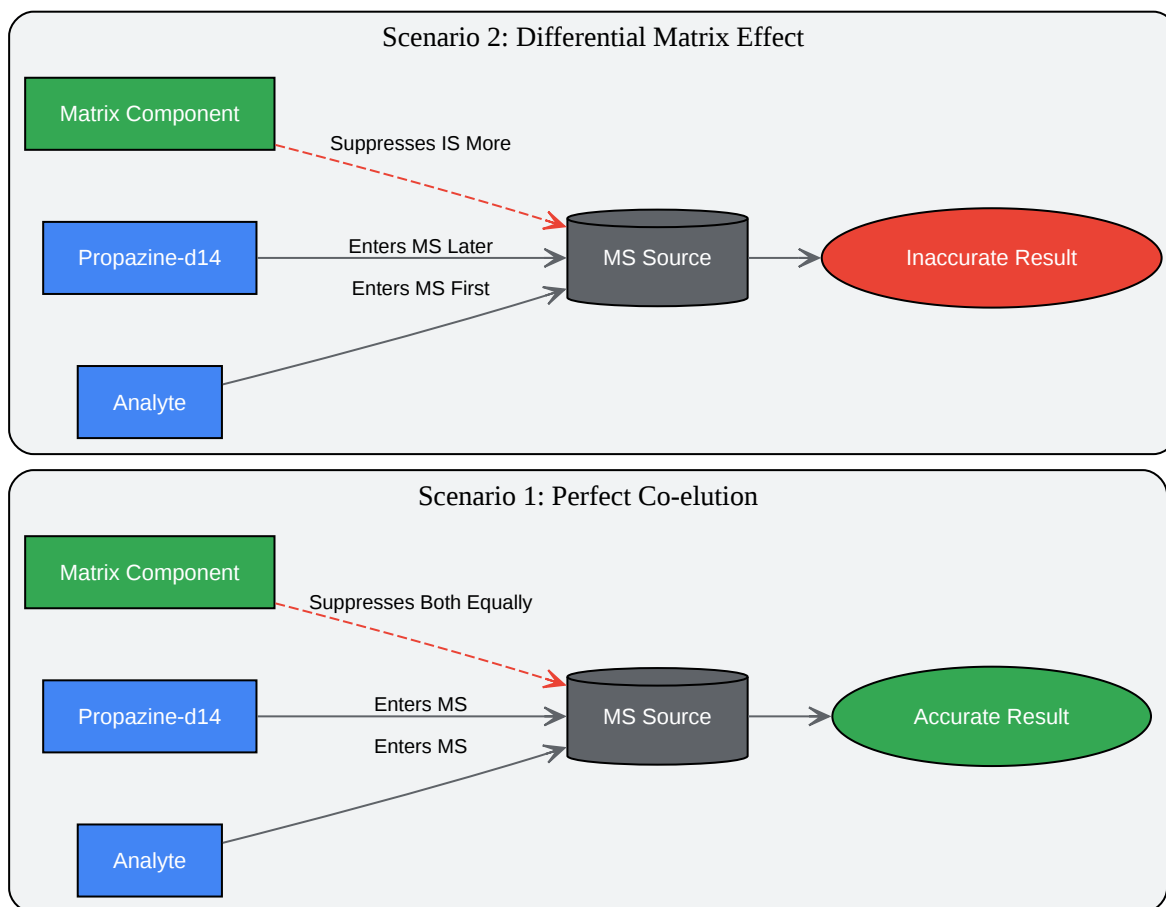 Scenario 2: Differential Matrix Effect
Matrix Component
Suppresses IS More
Propazine-d14
Enters MS Later
MS Source
Inaccurate Result
Enters MS First
Analyte
Scenario 1: Perfect Co-elution
Matrix Component
Suppresses Both Equally
Propazine-d14
Enters MS
MS Source
Accurate Result
Enters MS
Analyte